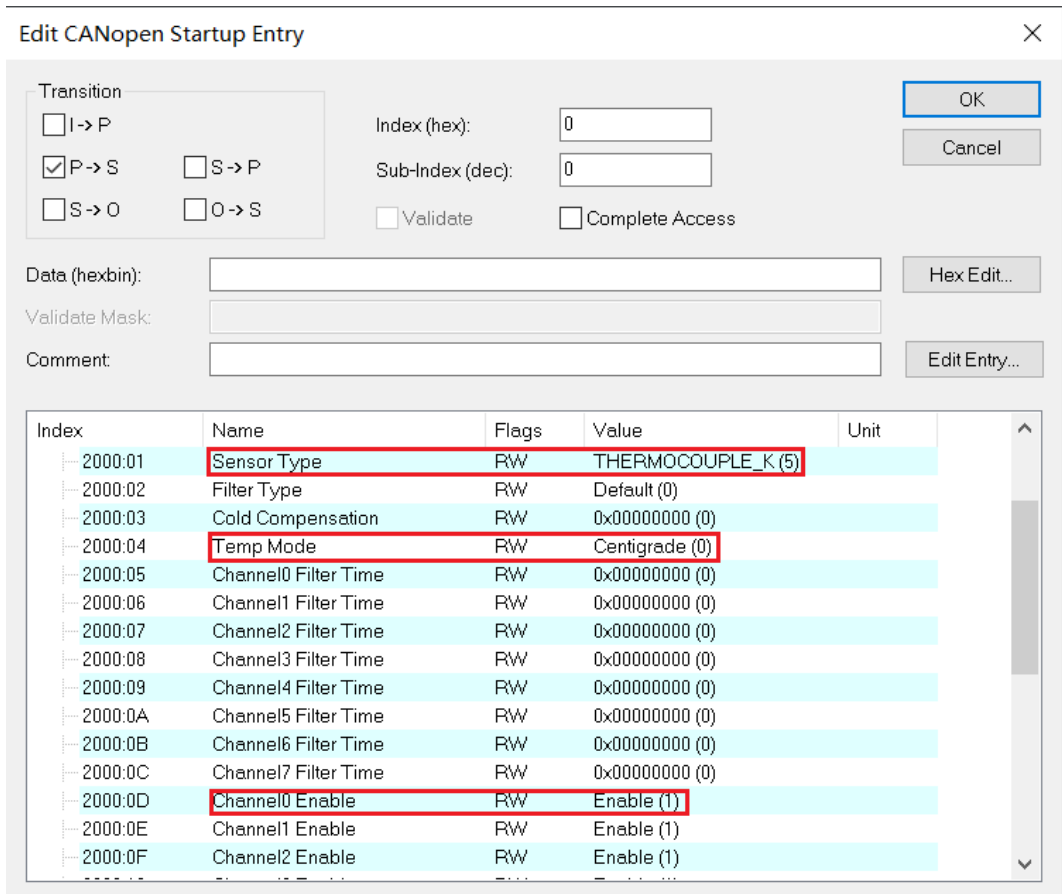 Edit CANopen Startup Entry
Transition
I -> P
P -> S
S -> P
S -> O
O -> S
Index (hex):
0
Sub-Index (dec):
0
Validate
Complete Access
OK
Cancel
Data (hexbin):
Hex Edit...
Validate Mask:
Comment:
Edit Entry...
Index Name Flags Value Unit
2000:01 Sensor Type RW THERMOCOUPLE_K (5)
2000:02 Filter Type RW Default (0)
2000:03 Cold Compensation RW 0x00000000 (0)
2000:04 Temp Mode RW Centigrade (0)
2000:05 Channel0 Filter Time RW 0x00000000 (0)
2000:06 Channel1 Filter Time RW 0x00000000 (0)
2000:07 Channel2 Filter Time RW 0x00000000 (0)
2000:08 Channel3 Filter Time RW 0x00000000 (0)
2000:09 Channel4 Filter Time RW 0x00000000 (0)
2000:0A Channel5 Filter Time RW 0x00000000 (0)
2000:0B Channel6 Filter Time RW 0x00000000 (0)
2000:0C Channel7 Filter Time RW 0x00000000 (0)
2000:0D Channel0 Enable RW Enable (1)
2000:0E Channel1 Enable RW Enable (1)
2000:0F Channel2 Enable RW Enable (1)